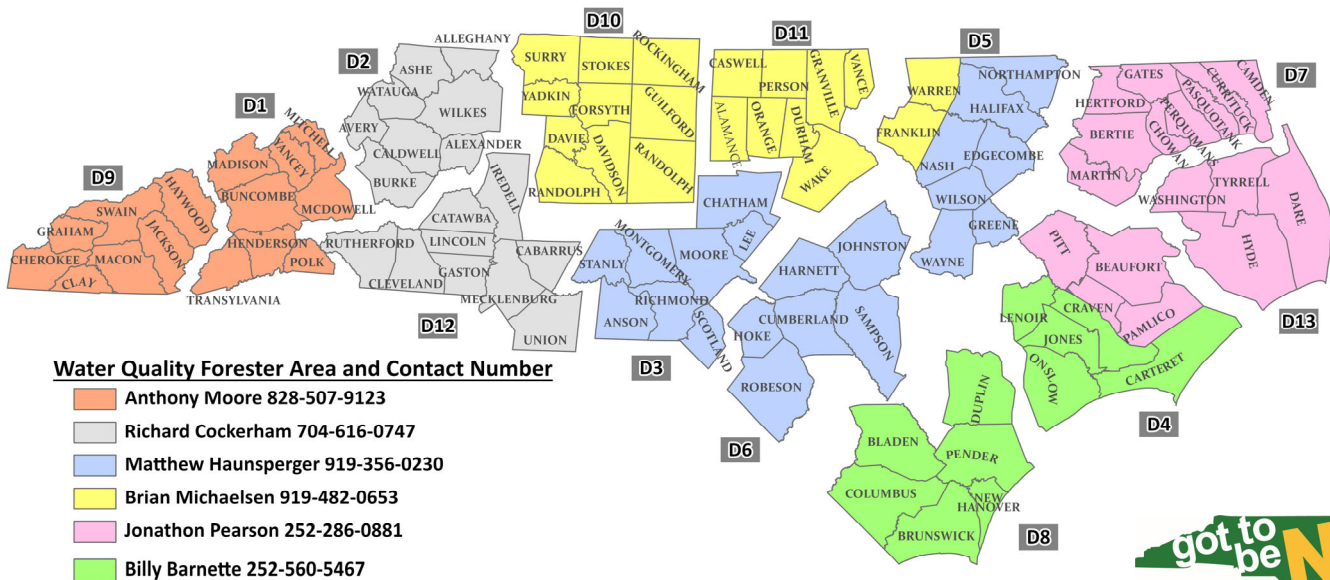 D10
D11
D5
D7
D2
D1
D9
ALLEGHANY
ASHE
WATAUGA
WILKES
AVERY
CALDWELL
ALEXANDER
BURKE
MITCHELL
YANCEY
MADISON
BUNCOMBE
MCDOWELL
HAYWOOD
SWAIN
GRAHAM
JACKSON
CHEROKEE
MACON
CLAY
HENDERSON
POLK
TRANSYLVANIA
IREDELL
CATAWBA
RUTHERFORD
LINCOLN
CABARRUS
CLEVELAND
GASTON
MECKLENBURG
UNION
D12
SURRY
STOKES
ROCKINGHAM
YADKIN
FORSYTH
GUILFORD
DAVIE
DAVIDSON
RANDOLPH
RANDOLPH
CASWELL
PERSON
GRANVILLE
VANCE
ALAMANCE
ORANGE
DURHAM
WAKE
WARREN
FRANKLIN
NORTHAMPTON
HALIFAX
NASH
EDGECOMBE
WILSON
GREENE
WAYNE
CHATHAM
LEE
MONTGOMERY
MOORE
STANLY
RICHMOND
ANSON
SCOTLAND
D3
JOHNSTON
HARNETT
CUMBERLAND
SAMPSON
HOKE
ROBESON
D6
GATES
CAMDEN
CURRITUCK
PASQUOTANK
PERQUIMANS
CHOWAN
HERTFORD
BERTIE
MARTIN
TYRRELL
WASHINGTON
DARE
HYDE
D13
PITT
BEAUFORT
PAMLICO
CRAVEN
LENOIR
JONES
ONSLOW
CARTERET
D4
DUPLIN
BLADEN
PENDER
COLUMBUS
NEW
HANOVER
BRUNSWICK
D8
Water Quality Forester Area and Contact Number
Anthony Moore 828-507-9123
Richard Cockerham 704-616-0747
Matthew Haunsperger 919-356-0230
Brian Michaelsen 919-482-0653
Jonathon Pearson 252-286-0881
Billy Barnette 252-560-5467
got to
be N